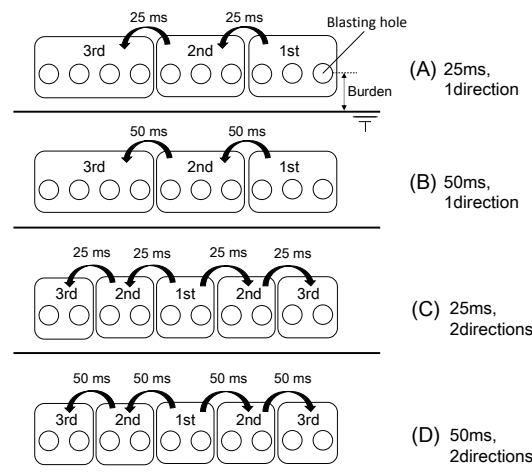 25 ms 25 ms
Blasting hole
3rd 2nd 1st
(A) 25ms,
1direction
Burden
50 ms 50 ms
3rd 2nd 1st
(B) 50ms,
1direction
25 ms 25 ms 25 ms 25 ms
3rd 2nd 1st 2nd 3rd
(C) 25ms,
2directions
50 ms 50 ms 50 ms 50 ms
3rd 2nd 1st 2nd 3rd
(D) 50ms,
2directions